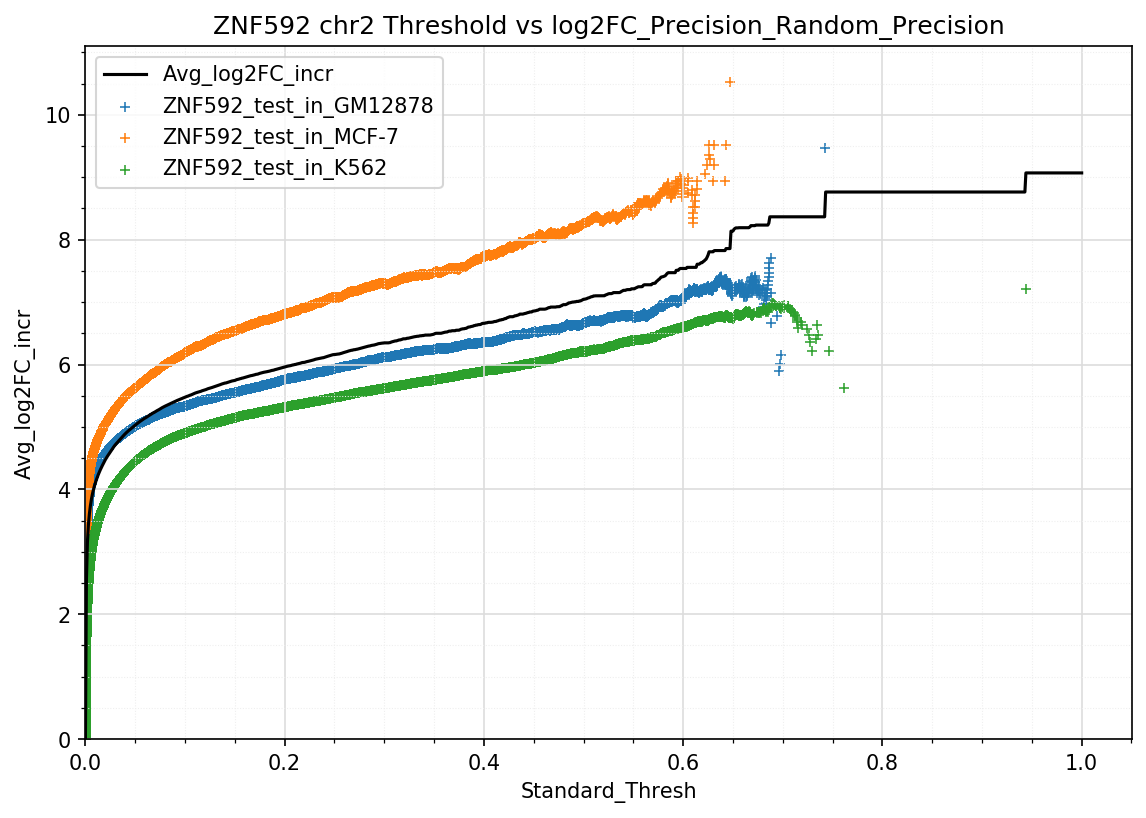 ZNF592 chr2 Threshold vs log2FC_Precision_Random_Precision
Avg_log2FC_incr
ZNF592_test_in_GM12878
ZNF592_test_in_MCF-7
ZNF592_test_in_K562
Avg_log2FC_incr
10
8
6
4
2
0
0.0 0.2 0.4 0.6 0.8 1.0
Standard_Thresh